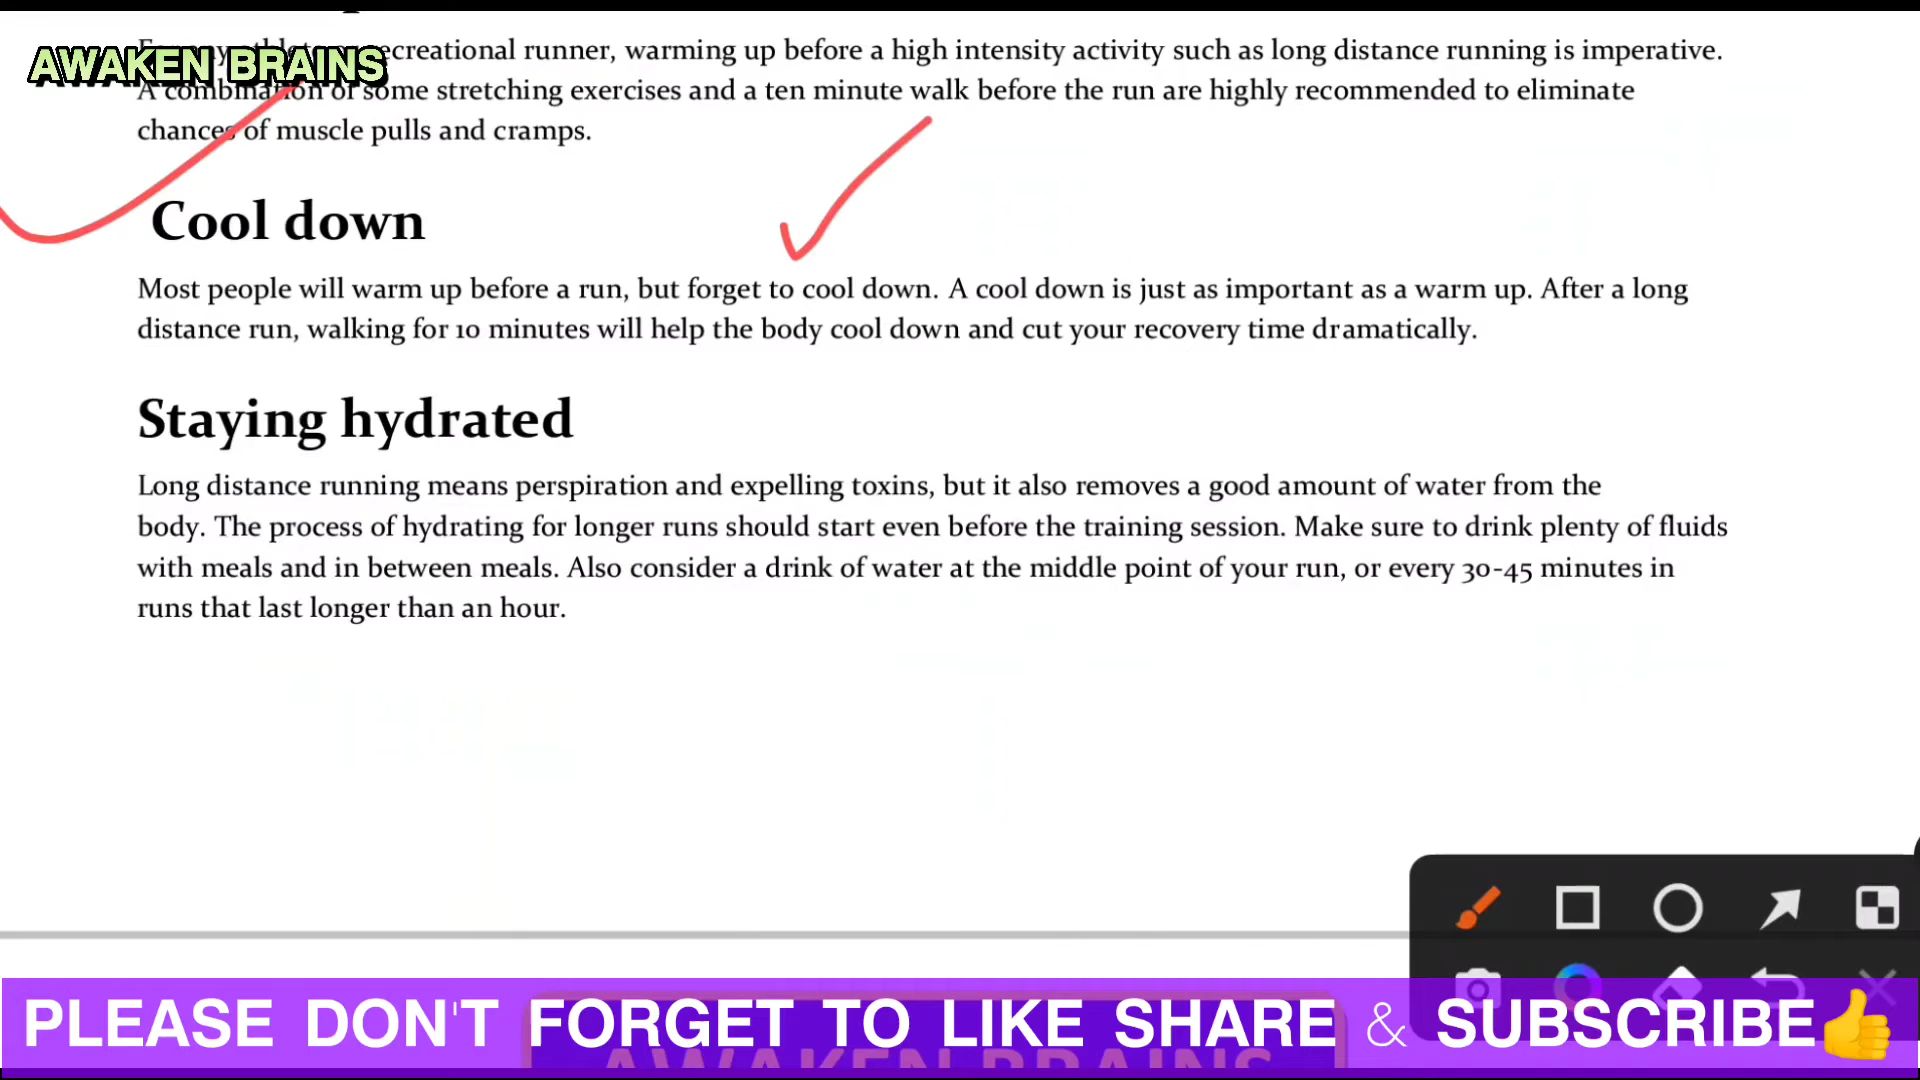 AWAKEN BRAINS
recreational runner, warming up before a high intensity activity such as long distance running is imperative.
A combination of some stretching exercises and a ten minute walk before the run are highly recommended to eliminate
chances of muscle pulls and cramps.
Cool down
Most people will warm up before a run, but forget to cool down. A cool down is just as important as a warm up. After a long
distance run, walking for 10 minutes will help the body cool down and cut your recovery time dramatically.
Staying hydrated
Long distance running means perspiration and expelling toxins, but it also removes a good amount of water from the
body. The process of hydrating for longer runs should start even before the training session. Make sure to drink plenty of fluids
with meals and in between meals. Also consider a drink of water at the middle point of your run, or every 30-45 minutes in
runs that last longer than an hour.
PLEASE DON'T FORGET TO LIKE SHARE & SUBSCRIBE
AWAKEN BRAINS